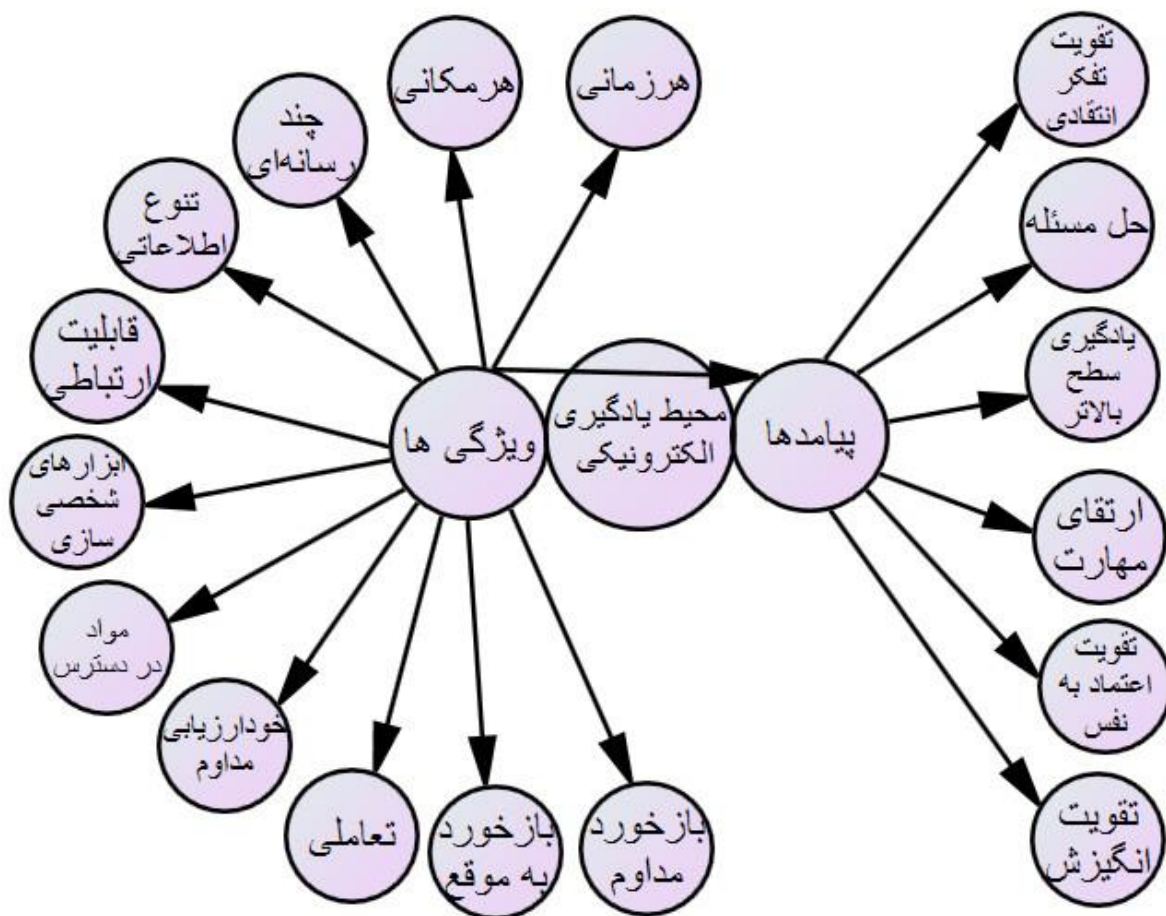 هرزمانی
هرمکانی
چند
رسانه‌ای
تنوع
اطلاعاتی
قابلیت
ارتباطی
ابزارهای
شخصی
سازی
مواد
در دسترس
خودارزیابی
مداوم
تعاملی
بازخورد
به موقع
بازخورد
مداوم
ویژگی ها
محیط یادگیری
الکترونیکی
پیامدها
تقویت
تفکر
انتقادی
حل مسئله
یادگیری
سطح
بالاتر
ارتقای
مهارت
تقویت
اعتماد به
نفس
تقویت
انگیزش